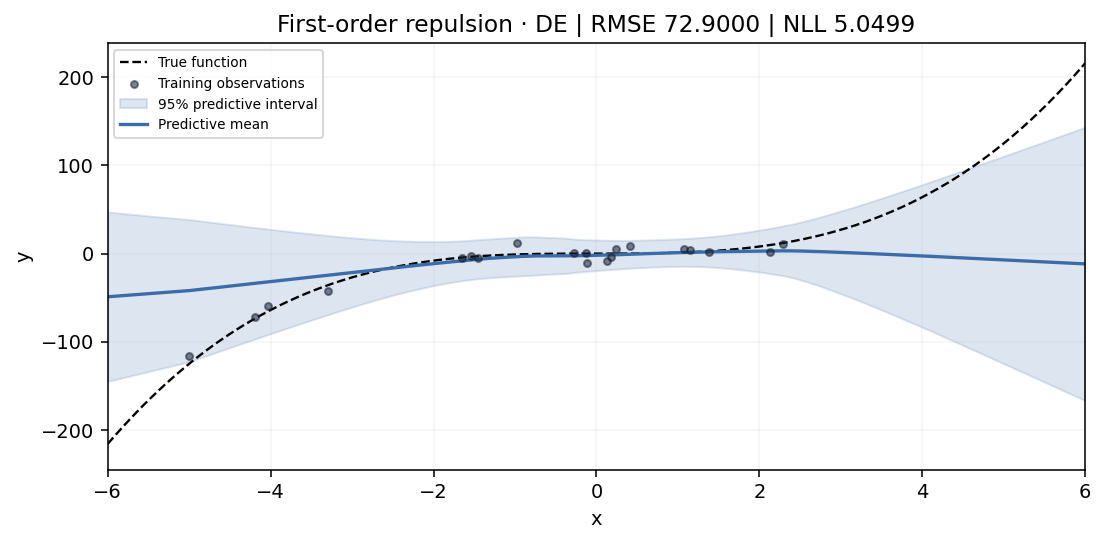 First-order repulsion · DE | RMSE 72.9000 | NLL 5.0499
True function
Training observations
95% predictive interval
Predictive mean
200
100
0
−100
−200
y
−6 −4 −2 0 2 4 6
x